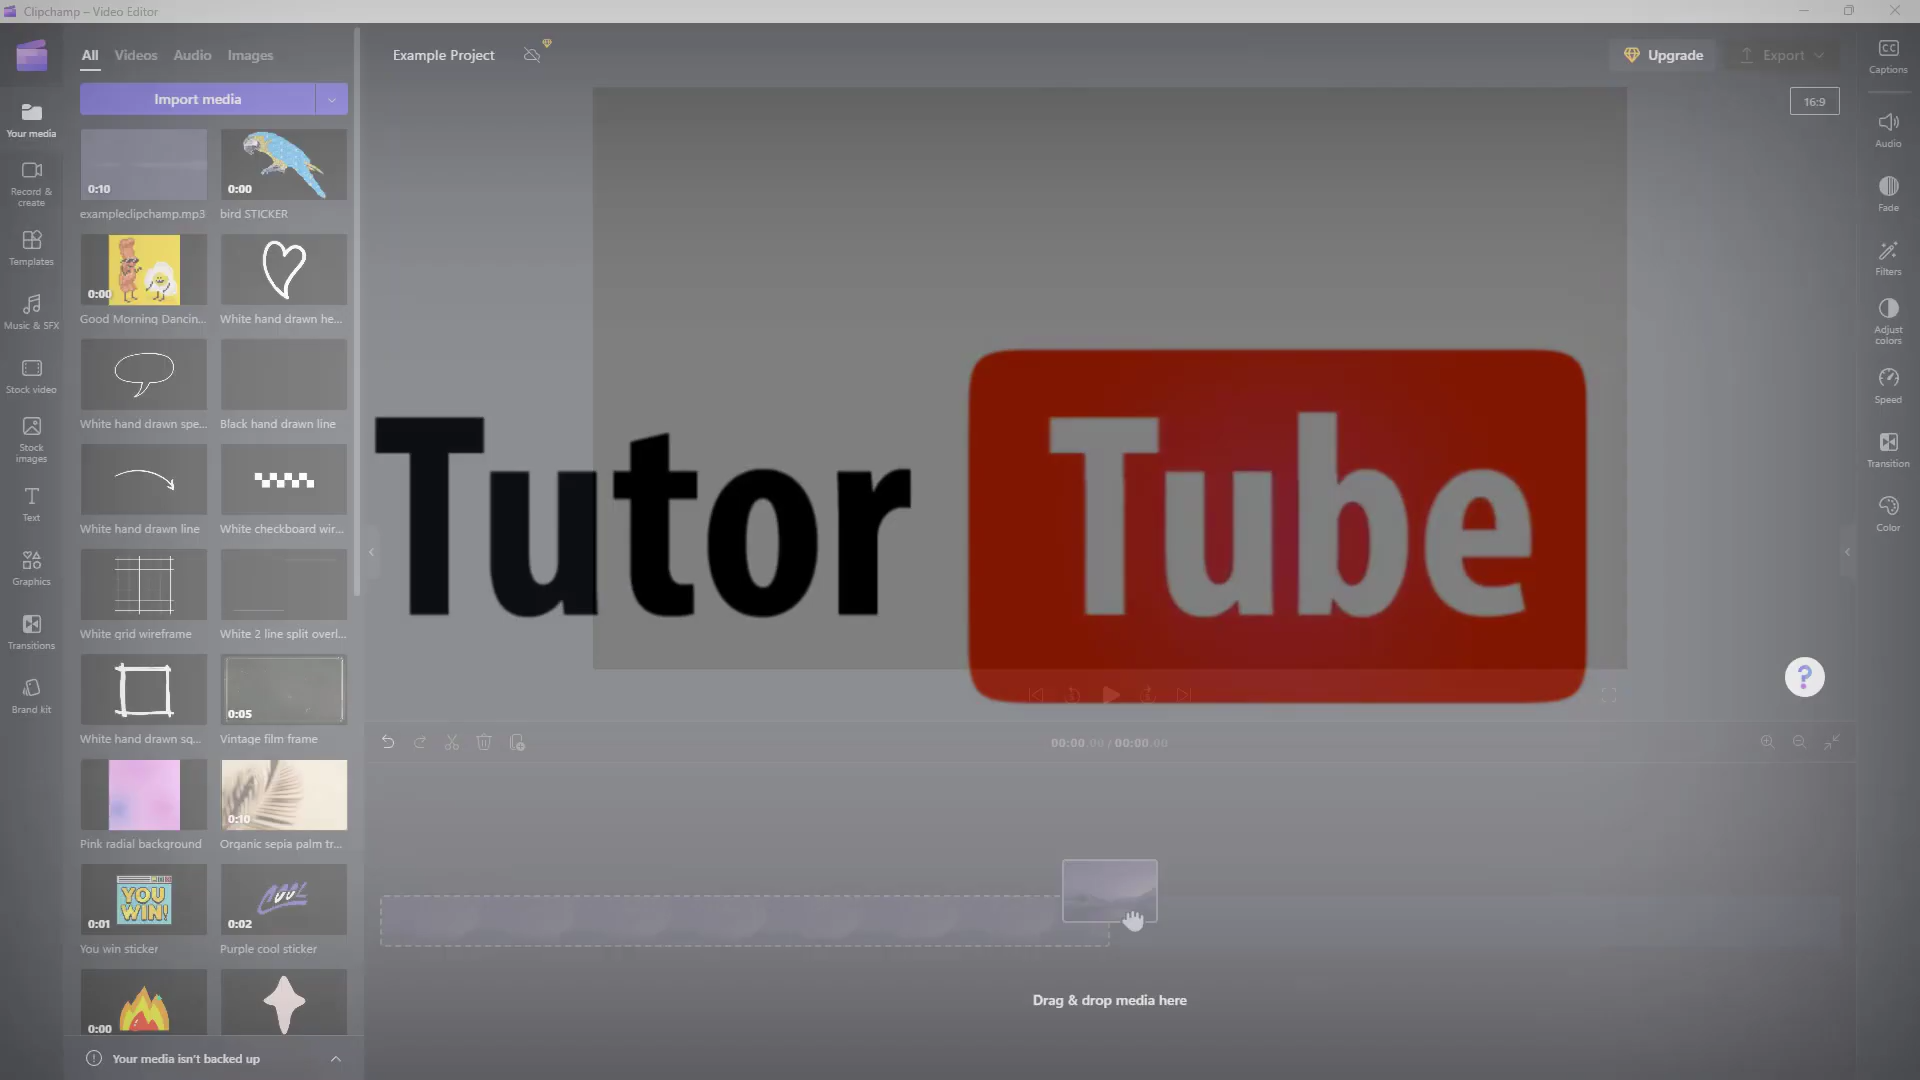 Clipchamp – Video Editor
All Videos Audio Images
Example Project
Upgrade
Export
Import media
16:9
Your media
Record & create
Templates
Music & SFX
Stock video
Stock images
Text
Graphics
Transitions
Brand kit
0:10
exampleclipchamp.mp3
0:00
bird STICKER
0:00
Good Morning Dancin...
White hand drawn he...
White hand drawn spe...
Black hand drawn line
White hand drawn line
White checkboard wir...
White grid wireframe
White 2 line split overl...
White hand drawn sq...
0:05
Vintage film frame
Pink radial background
0:10
Organic sepia palm tr...
YOU WIN!
0:01
You win sticker
COOL
0:02
Purple cool sticker
0:00
Your media isn't backed up
Tutor Tube
?
00:00.00 / 00:00.00
Drag & drop media here
CC
Captions
Audio
Fade
Filters
Adjust colors
Speed
Transition
Color